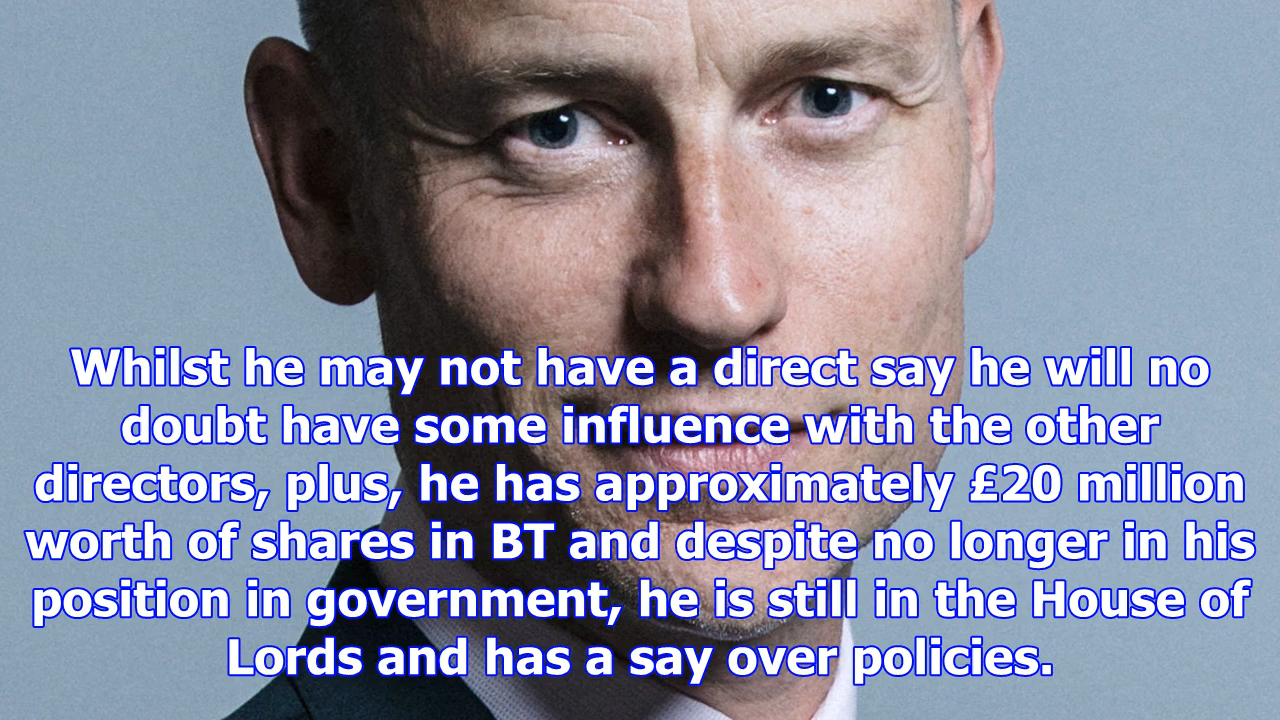 Whilst he may not have a direct say he will no
doubt have some influence with the other
directors, plus, he has approximately £20 million
worth of shares in BT and despite no longer in his
position in government, he is still in the House of
Lords and has a say over policies.